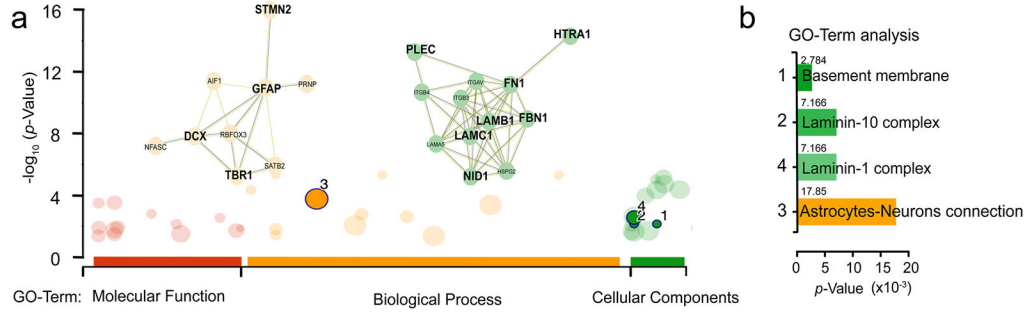 a
16
12
8
4
0
-log10 (p-Value)
STMN2
AIF1
GFAP
PRNP
DCX
RBFOX3
NFASC
TBR1
SATB2
3
HTRA1
PLEC
ITGAV
FN1
ITGB4
ITGB3
LAMB1
FBN1
LAMC1
LAMA5
NID1
HSPG2
4
2
1
GO-Term: Molecular Function
Biological Process
Cellular Components
b
GO-Term analysis
2.784
1 Basement membrane
7.166
2 Laminin-10 complex
7.166
4 Laminin-1 complex
17.85
3 Astrocytes-Neurons connection
0 5 10 15 20
p-Value (x10-3)